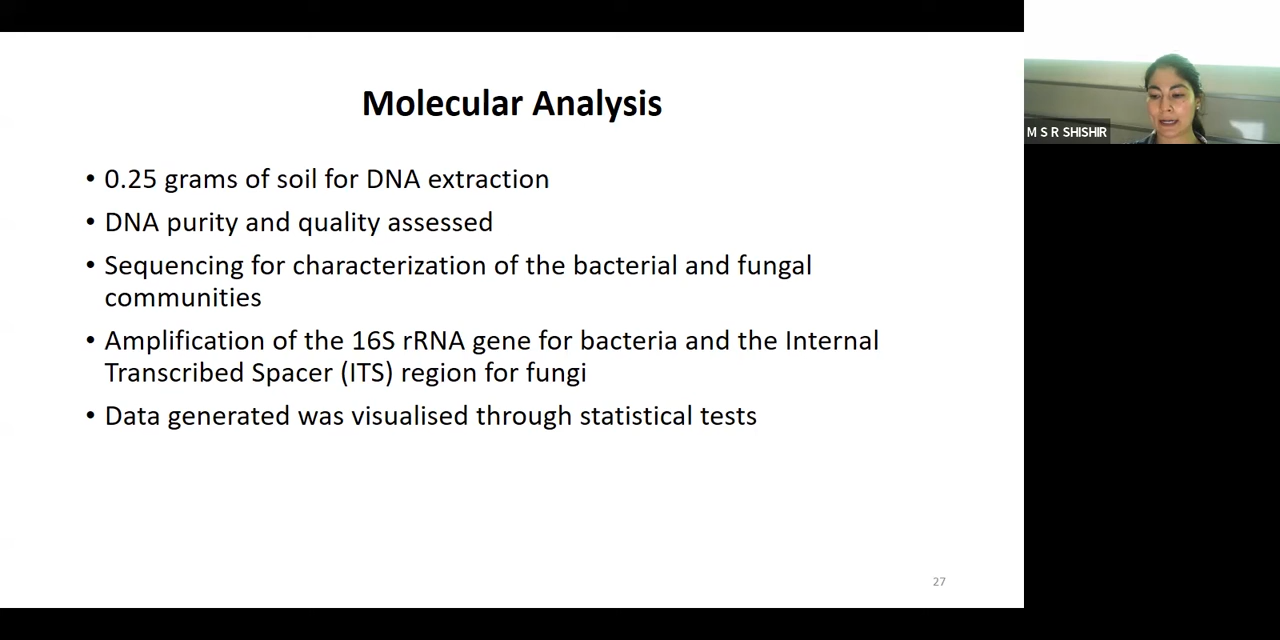 Molecular Analysis
• 0.25 grams of soil for DNA extraction
• DNA purity and quality assessed
• Sequencing for characterization of the bacterial and fungal
communities
• Amplification of the 16S rRNA gene for bacteria and the Internal
Transcribed Spacer (ITS) region for fungi
• Data generated was visualised through statistical tests
27
M S R SHISHIR